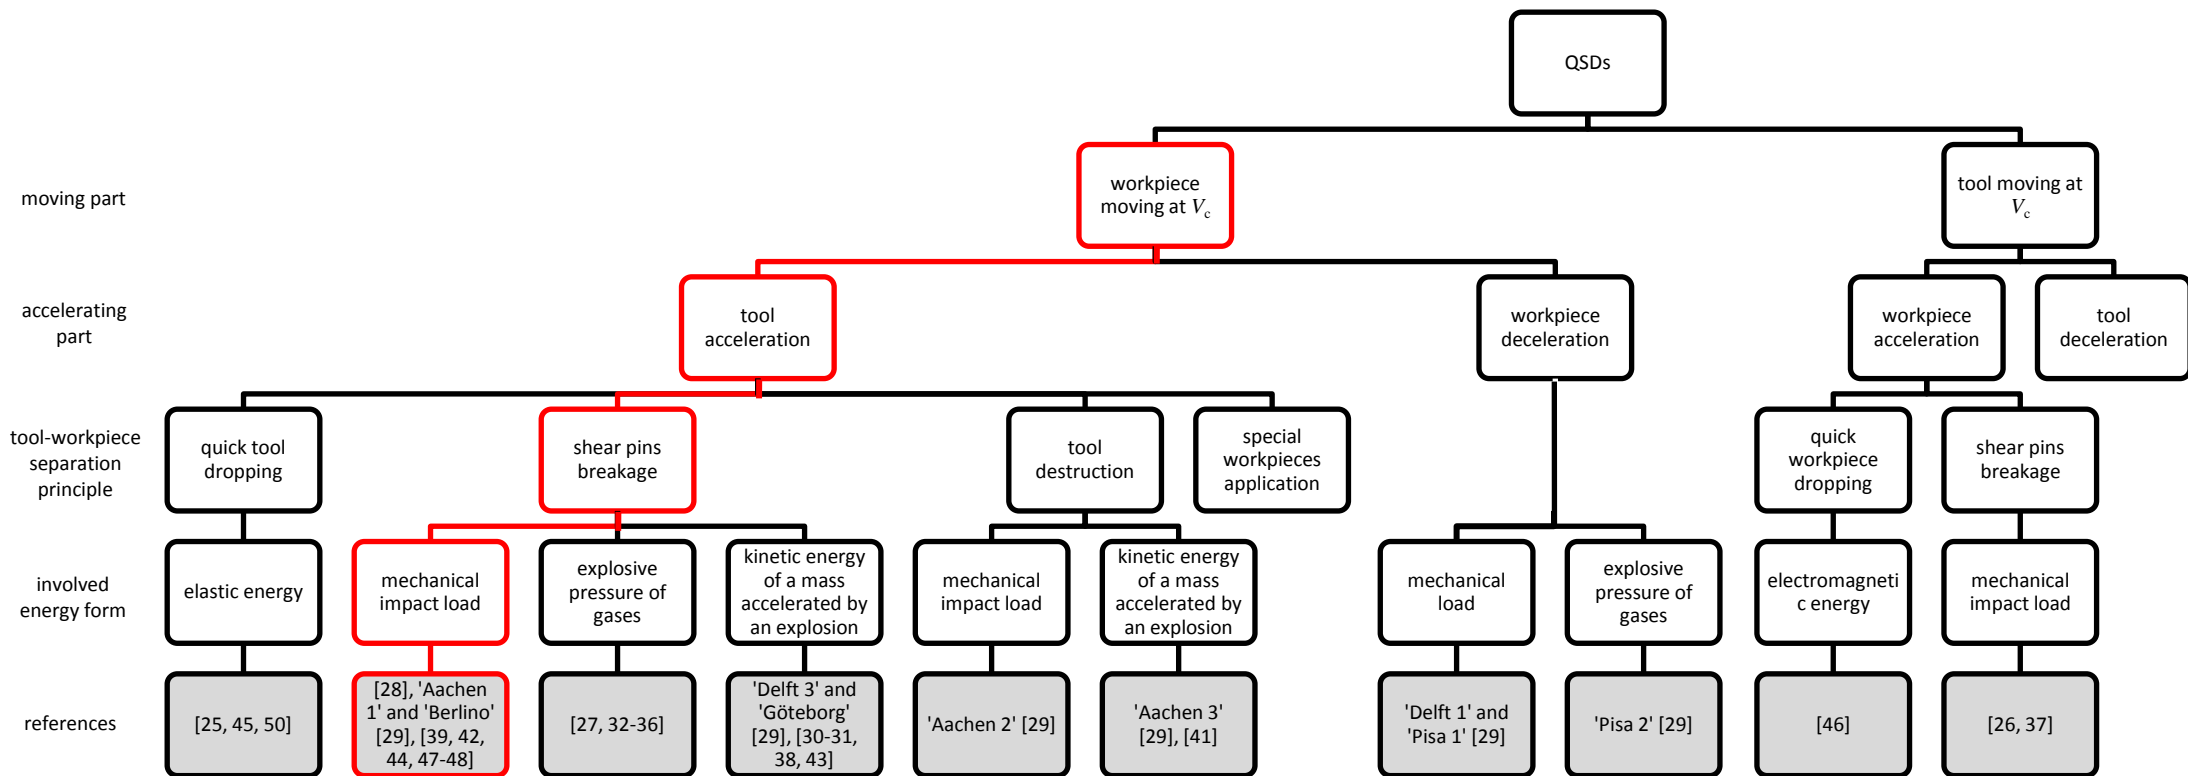 QSDs
moving part
workpiece
moving at Vc
tool moving at
Vc
accelerating
part
tool
acceleration
workpiece
deceleration
workpiece
acceleration
tool
deceleration
tool-workpiece
separation
principle
quick tool
dropping
shear pins
breakage
tool
destruction
special
workpieces
application
quick
workpiece
dropping
shear pins
breakage
involved
energy form
elastic energy
mechanical
impact load
explosive
pressure of
gases
kinetic energy
of a mass
accelerated by
an explosion
mechanical
impact load
kinetic energy
of a mass
accelerated by
an explosion
mechanical
load
explosive
pressure of
gases
electromagneti
c energy
mechanical
impact load
references
[25, 45, 50]
[28], 'Aachen
1' and 'Berlino'
[29], [39, 42,
44, 47-48]
[27, 32-36]
'Delft 3' and
'Göteborg'
[29], [30-31,
38, 43]
'Aachen 2' [29]
'Aachen 3'
[29], [41]
'Delft 1' and
'Pisa 1' [29]
'Pisa 2' [29]
[46]
[26, 37]